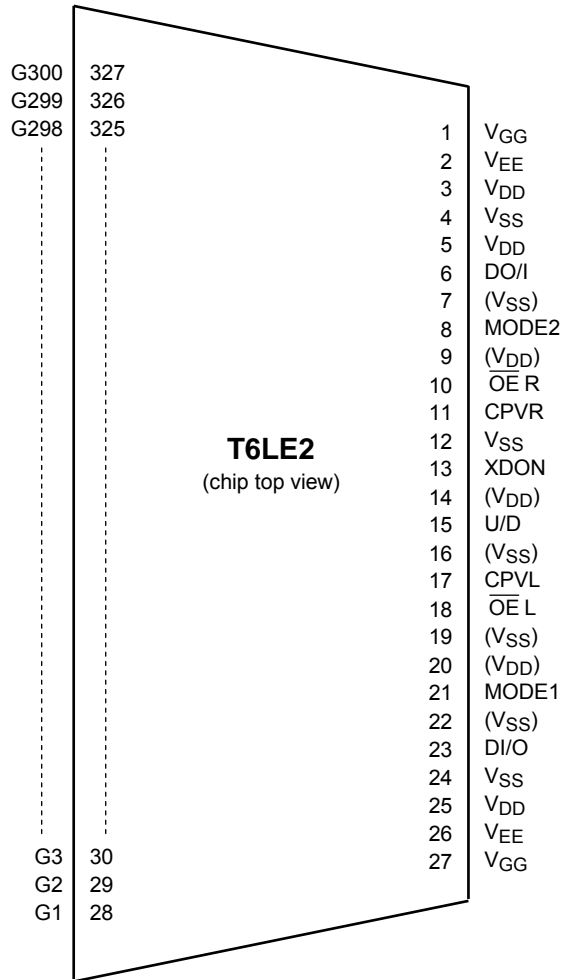 G300 327
G299 326
G298 325
1 VGG
2 VEE
3 VDD
4 VSS
5 VDD
6 DO/I
7 (VSS)
8 MODE2
9 (VDD)
10 OE R
11 CPVR
12 VSS
13 XDON
14 (VDD)
15 U/D
16 (VSS)
17 CPVL
18 OE L
19 (VSS)
20 (VDD)
21 MODE1
22 (VSS)
23 DI/O
24 VSS
25 VDD
26 VEE
27 VGG
T6LE2
(chip top view)
G3 30
G2 29
G1 28